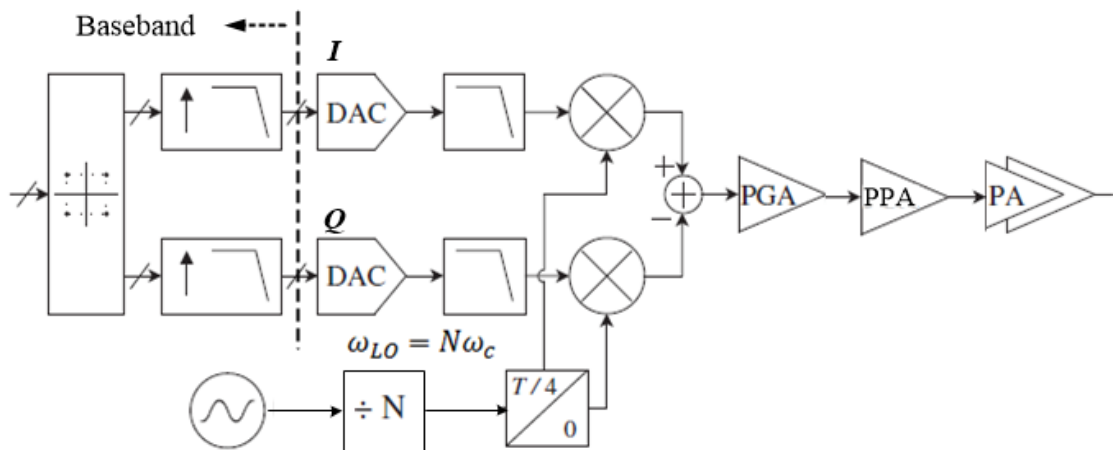 Baseband
I
DAC
PGA
PPA
PA
+
−
Q
DAC
ω_LO = Nω_c
÷ N
T/4
0